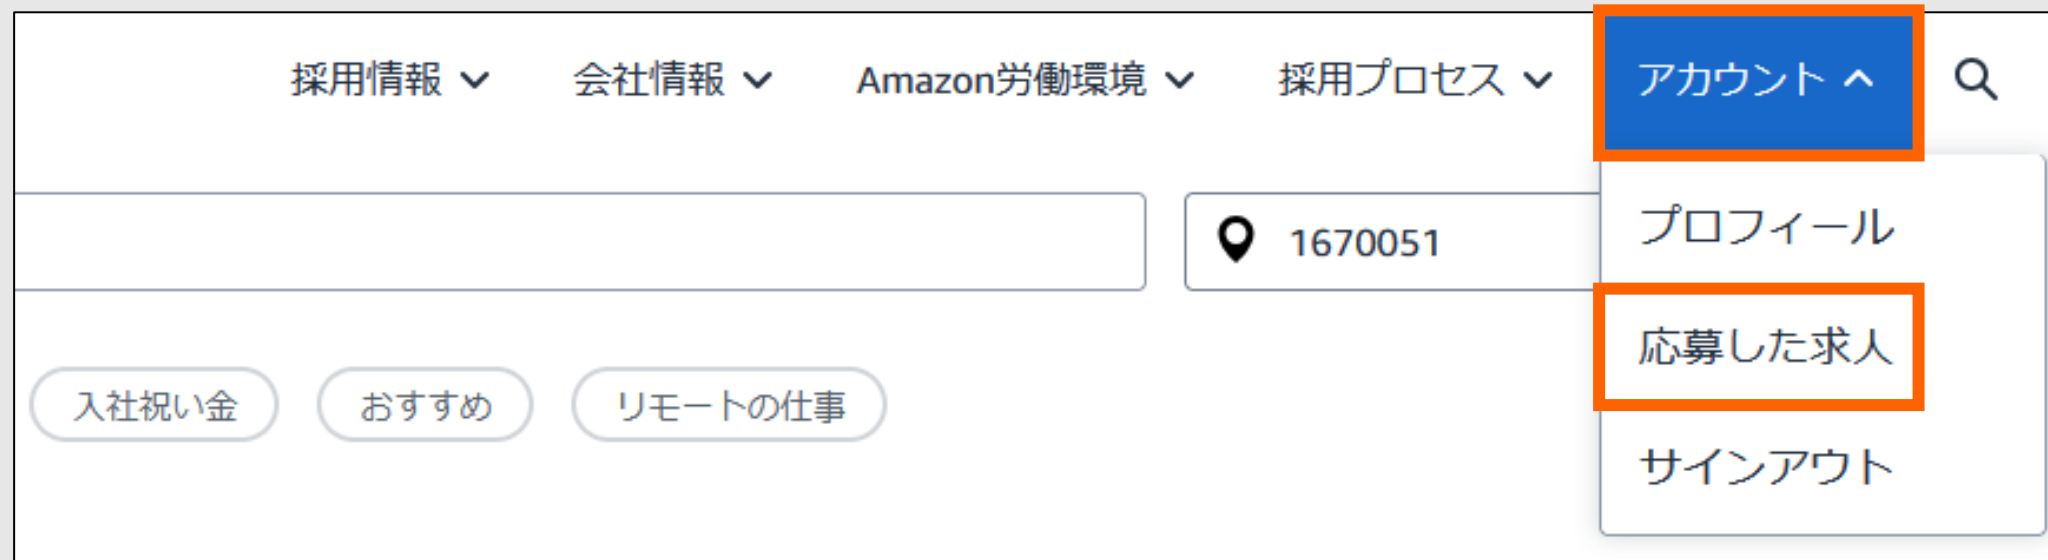 採用情報 会社情報 Amazon労働環境 採用プロセス アカウント
1670051
プロフィール
応募した求人
入社祝い金 おすすめ リモートの仕事
サインアウト